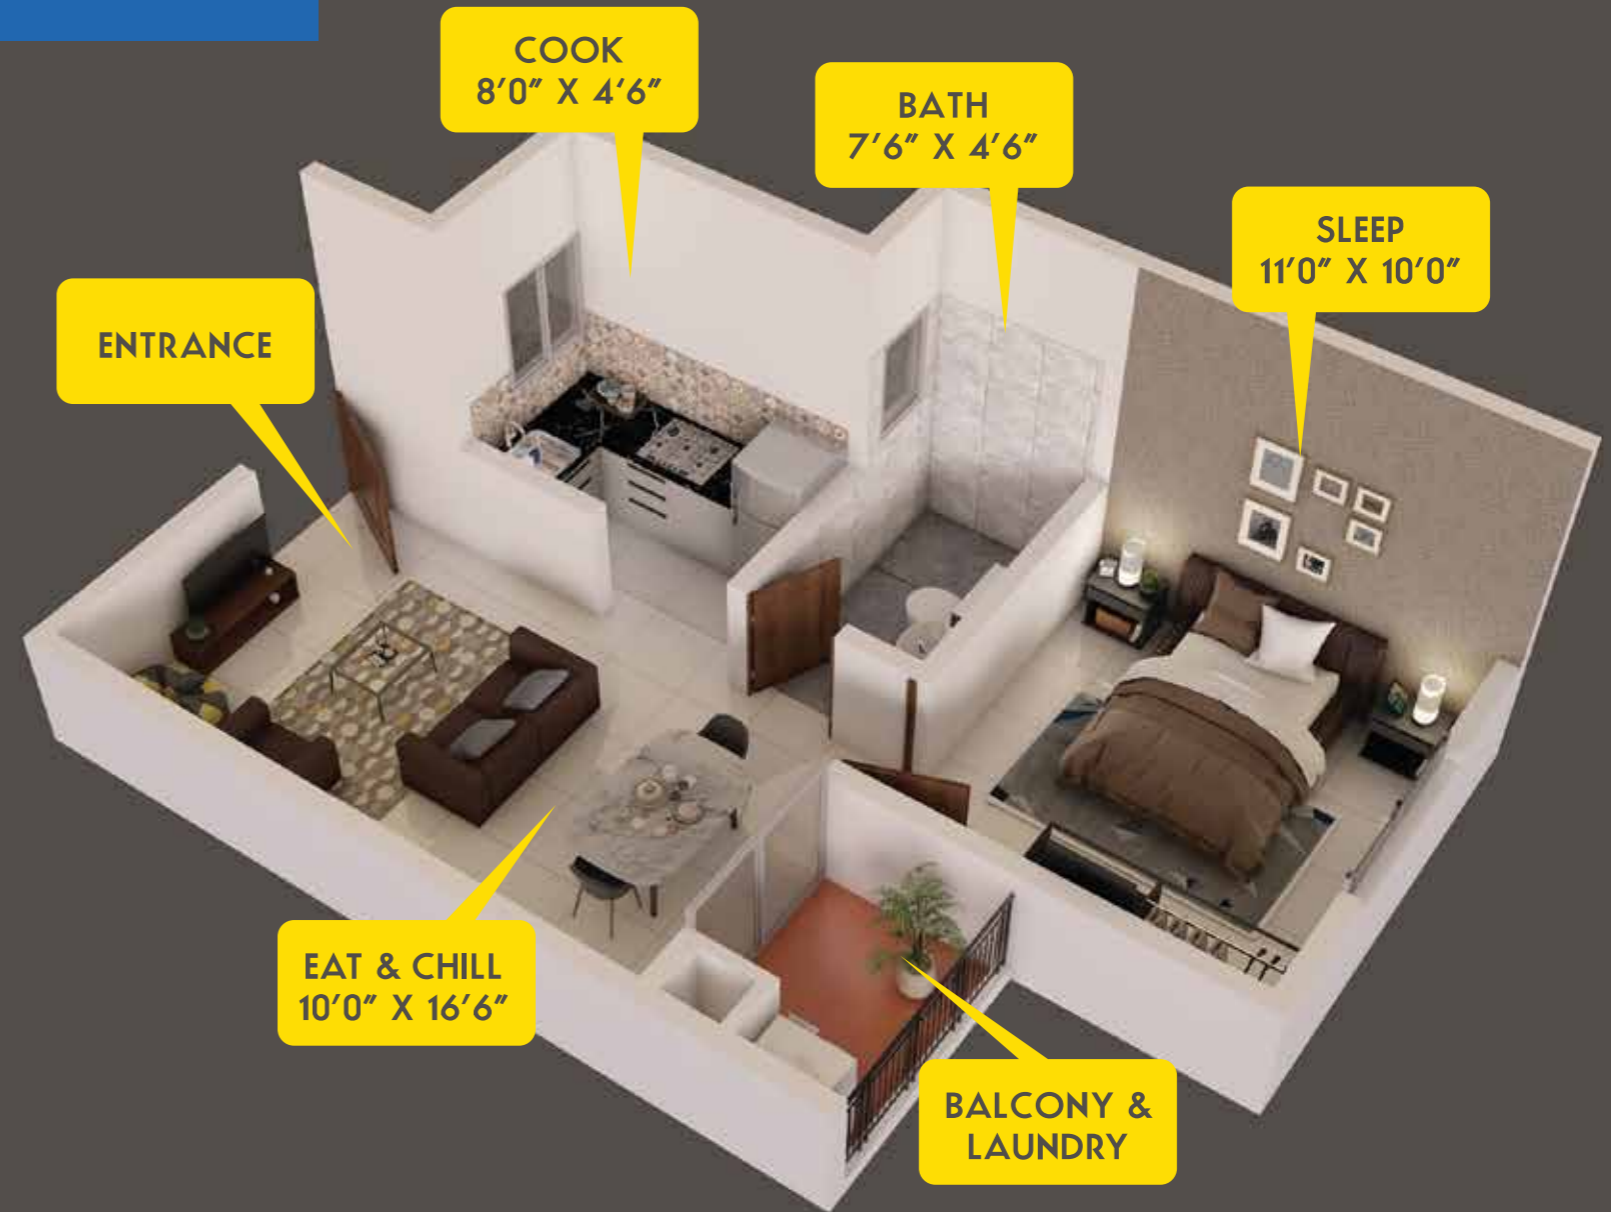 COOK
8'0" X 4'6"
BATH
7'6" X 4'6"
SLEEP
11'0" X 10'0"
ENTRANCE
EAT & CHILL
10'0" X 16'6"
BALCONY &
LAUNDRY